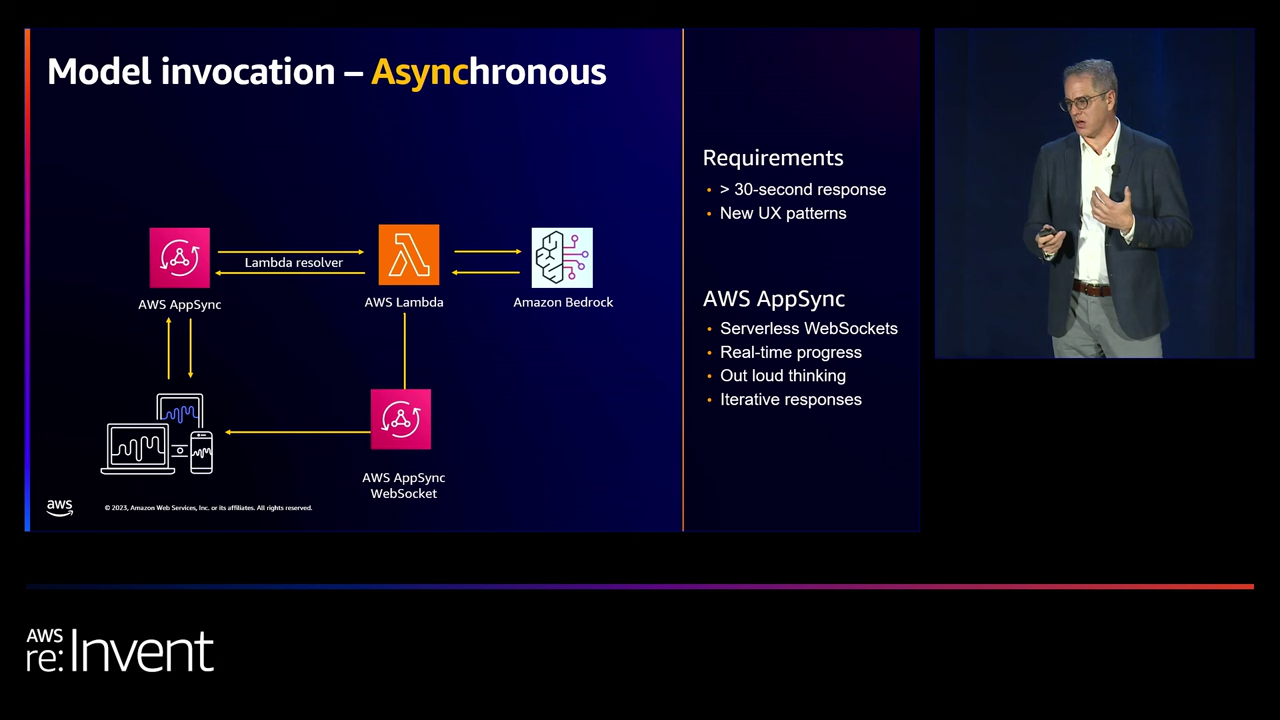 Model invocation – Asynchronous
Requirements
• > 30-second response
• New UX patterns
Lambda resolver
AWS AppSync
AWS Lambda
Amazon Bedrock
AWS AppSync
• Serverless WebSockets
• Real-time progress
• Out loud thinking
• Iterative responses
AWS AppSync
WebSocket
aws
© 2023, Amazon Web Services, Inc. or its affiliates. All rights reserved.
AWS
re:Invent